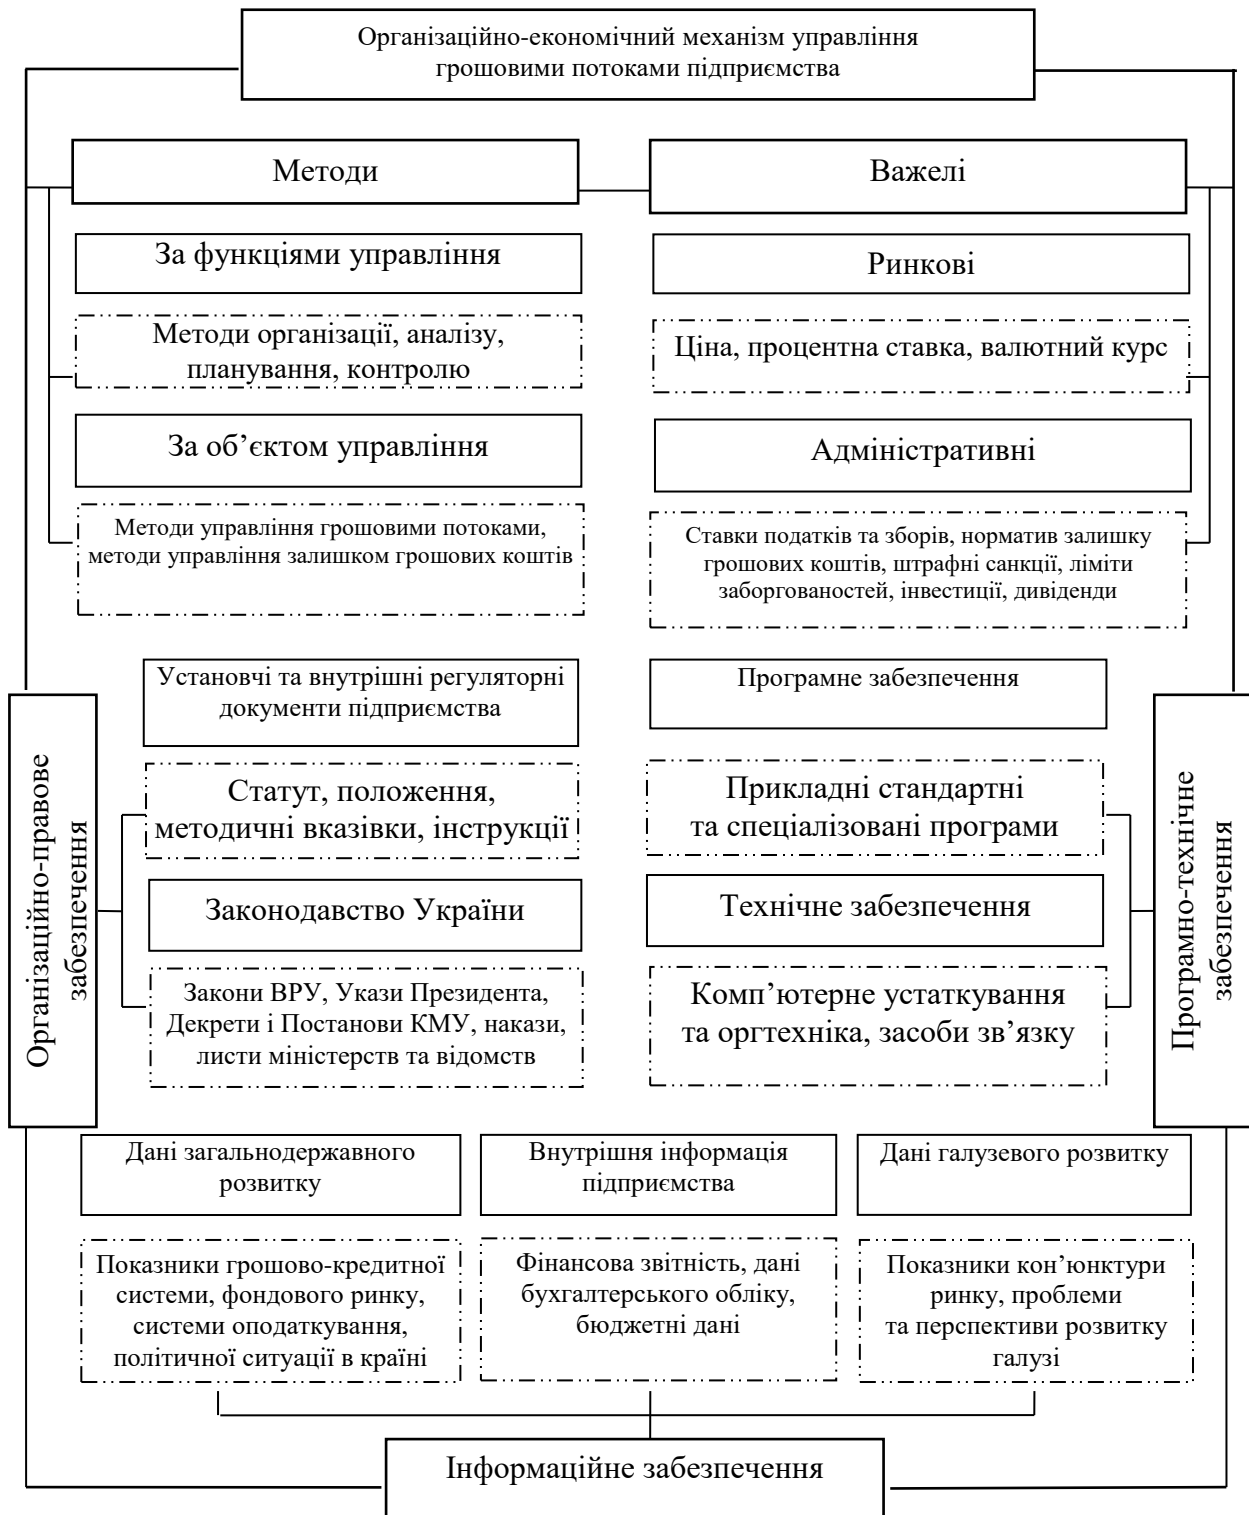 Організаційно-економічний механізм управління
грошовими потоками підприємства
Методи
Важелі
За функціями управління
Ринкові
Методи організації, аналізу,
планування, контролю
Ціна, процентна ставка, валютний курс
За об’єктом управління
Адміністративні
Методи управління грошовими потоками,
методи управління залишком грошових коштів
Ставки податків та зборів, норматив залишку
грошових коштів, штрафні санкції, ліміти
заборгованостей, інвестиції, дивіденди
Організаційно-правове
забезпечення
Установчі та внутрішні регуляторні
документи підприємства
Статут, положення,
методичні вказівки, інструкції
Законодавство України
Закони ВРУ, Укази Президента,
Декрети і Постанови КМУ, накази,
листи міністерств та відомств
Програмне забезпечення
Прикладні стандартні
та спеціалізовані програми
Технічне забезпечення
Комп’ютерне устаткування
та оргтехніка, засоби зв’язку
Програмно-технічне
забезпечення
Дані загальнодержавного
розвитку
Внутрішня інформація
підприємства
Дані галузевого розвитку
Показники грошово-кредитної
системи, фондового ринку,
системи оподаткування,
політичної ситуації в країні
Фінансова звітність, дані
бухгалтерського обліку,
бюджетні дані
Показники кон’юнктури
ринку, проблеми
та перспективи розвитку
галузі
Інформаційне забезпечення